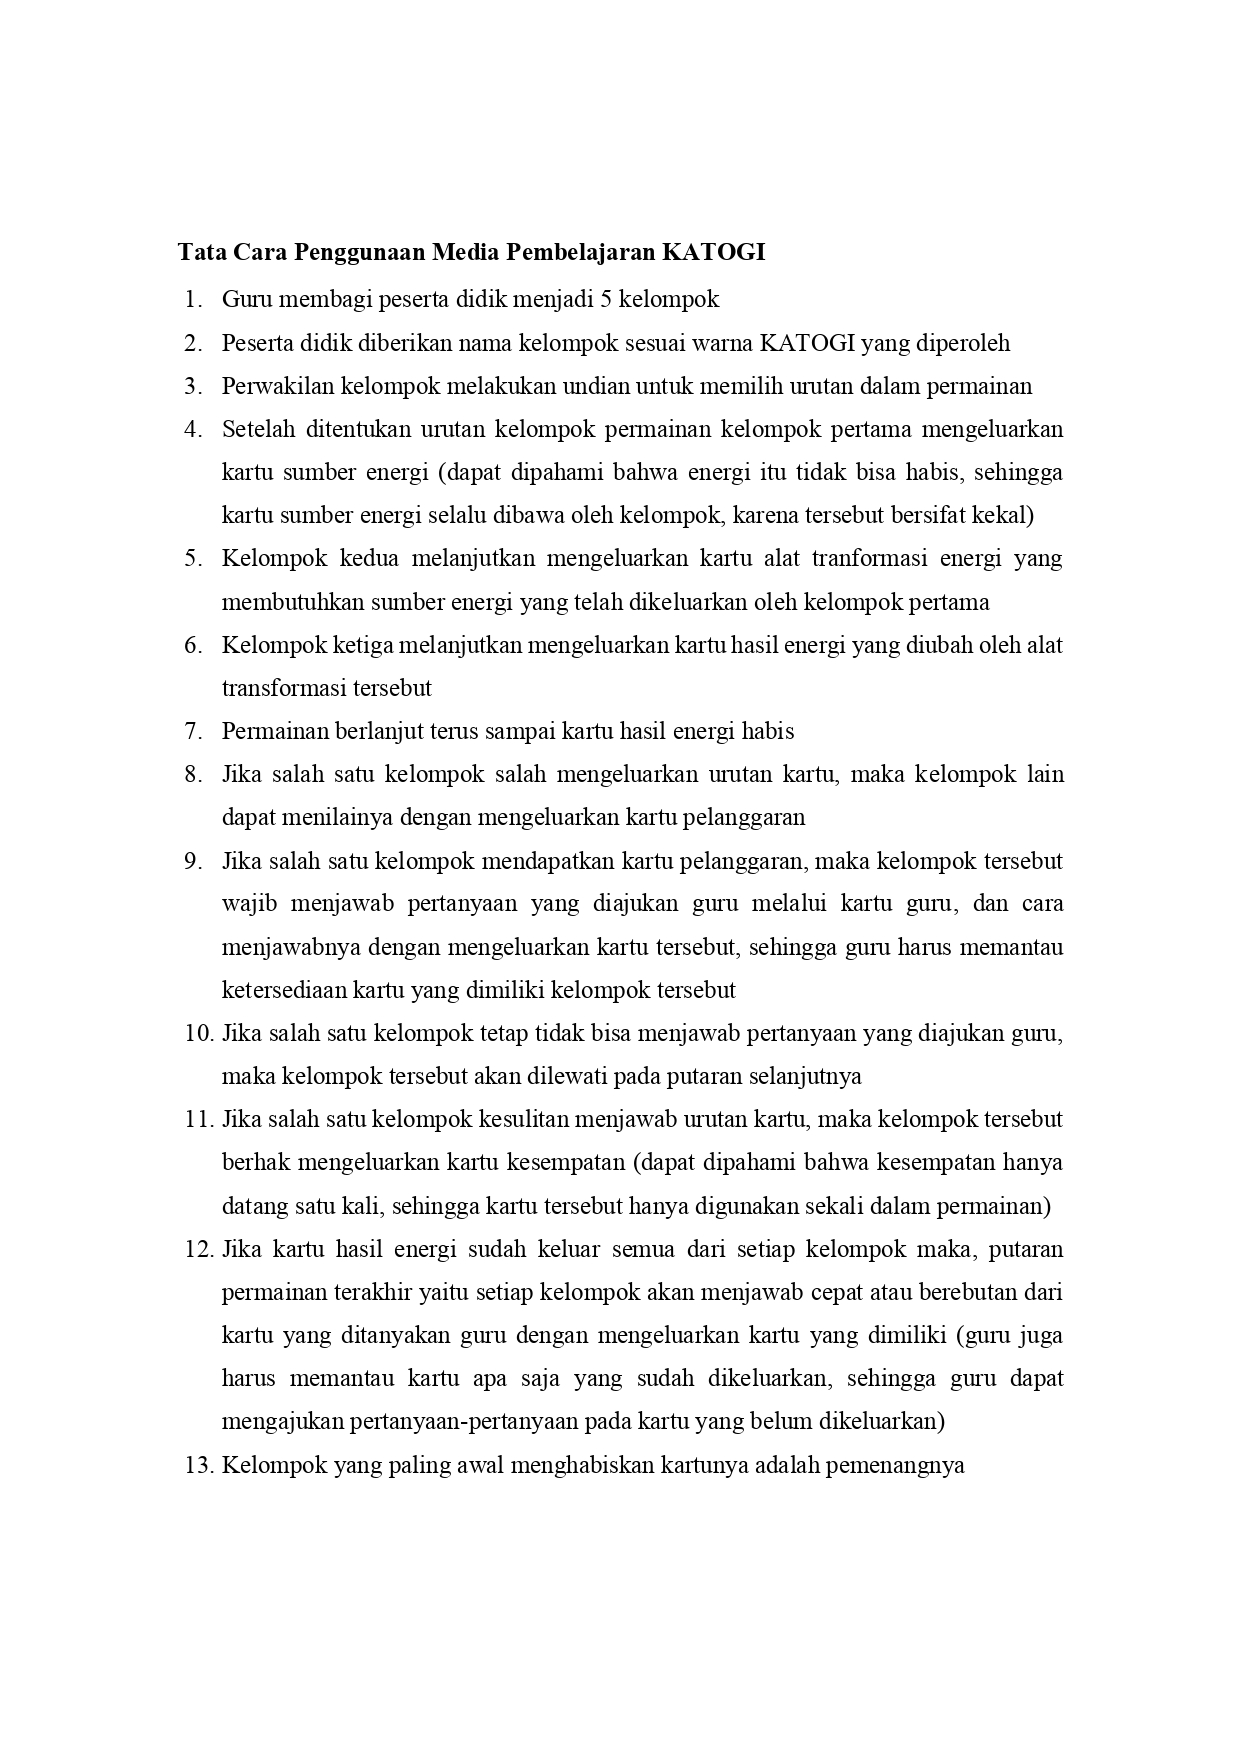 Tata Cara Penggunaan Media Pembelajaran KATOGI
1. Guru membagi peserta didik menjadi 5 kelompok
2. Peserta didik diberikan nama kelompok sesuai warna KATOGI yang diperoleh
3. Perwakilan kelompok melakukan undian untuk memilih urutan dalam permainan
4. Setelah ditentukan urutan kelompok permainan kelompok pertama mengeluarkan
kartu sumber energi (dapat dipahami bahwa energi itu tidak bisa habis, sehingga
kartu sumber energi selalu dibawa oleh kelompok, karena tersebut bersifat kekal)
5. Kelompok kedua melanjutkan mengeluarkan kartu alat tranformasi energi yang
membutuhkan sumber energi yang telah dikeluarkan oleh kelompok pertama
6. Kelompok ketiga melanjutkan mengeluarkan kartu hasil energi yang diubah oleh alat
transformasi tersebut
7. Permainan berlanjut terus sampai kartu hasil energi habis
8. Jika salah satu kelompok salah mengeluarkan urutan kartu, maka kelompok lain
dapat menilainya dengan mengeluarkan kartu pelanggaran
9. Jika salah satu kelompok mendapatkan kartu pelanggaran, maka kelompok tersebut
wajib menjawab pertanyaan yang diajukan guru melalui kartu guru, dan cara
menjawabnya dengan mengeluarkan kartu tersebut, sehingga guru harus memantau
ketersediaan kartu yang dimiliki kelompok tersebut
10. Jika salah satu kelompok tetap tidak bisa menjawab pertanyaan yang diajukan guru,
maka kelompok tersebut akan dilewati pada putaran selanjutnya
11. Jika salah satu kelompok kesulitan menjawab urutan kartu, maka kelompok tersebut
berhak mengeluarkan kartu kesempatan (dapat dipahami bahwa kesempatan hanya
datang satu kali, sehingga kartu tersebut hanya digunakan sekali dalam permainan)
12. Jika kartu hasil energi sudah keluar semua dari setiap kelompok maka, putaran
permainan terakhir yaitu setiap kelompok akan menjawab cepat atau berebutan dari
kartu yang ditanyakan guru dengan mengeluarkan kartu yang dimiliki (guru juga
harus memantau kartu apa saja yang sudah dikeluarkan, sehingga guru dapat
mengajukan pertanyaan-pertanyaan pada kartu yang belum dikeluarkan)
13. Kelompok yang paling awal menghabiskan kartunya adalah pemenangnya